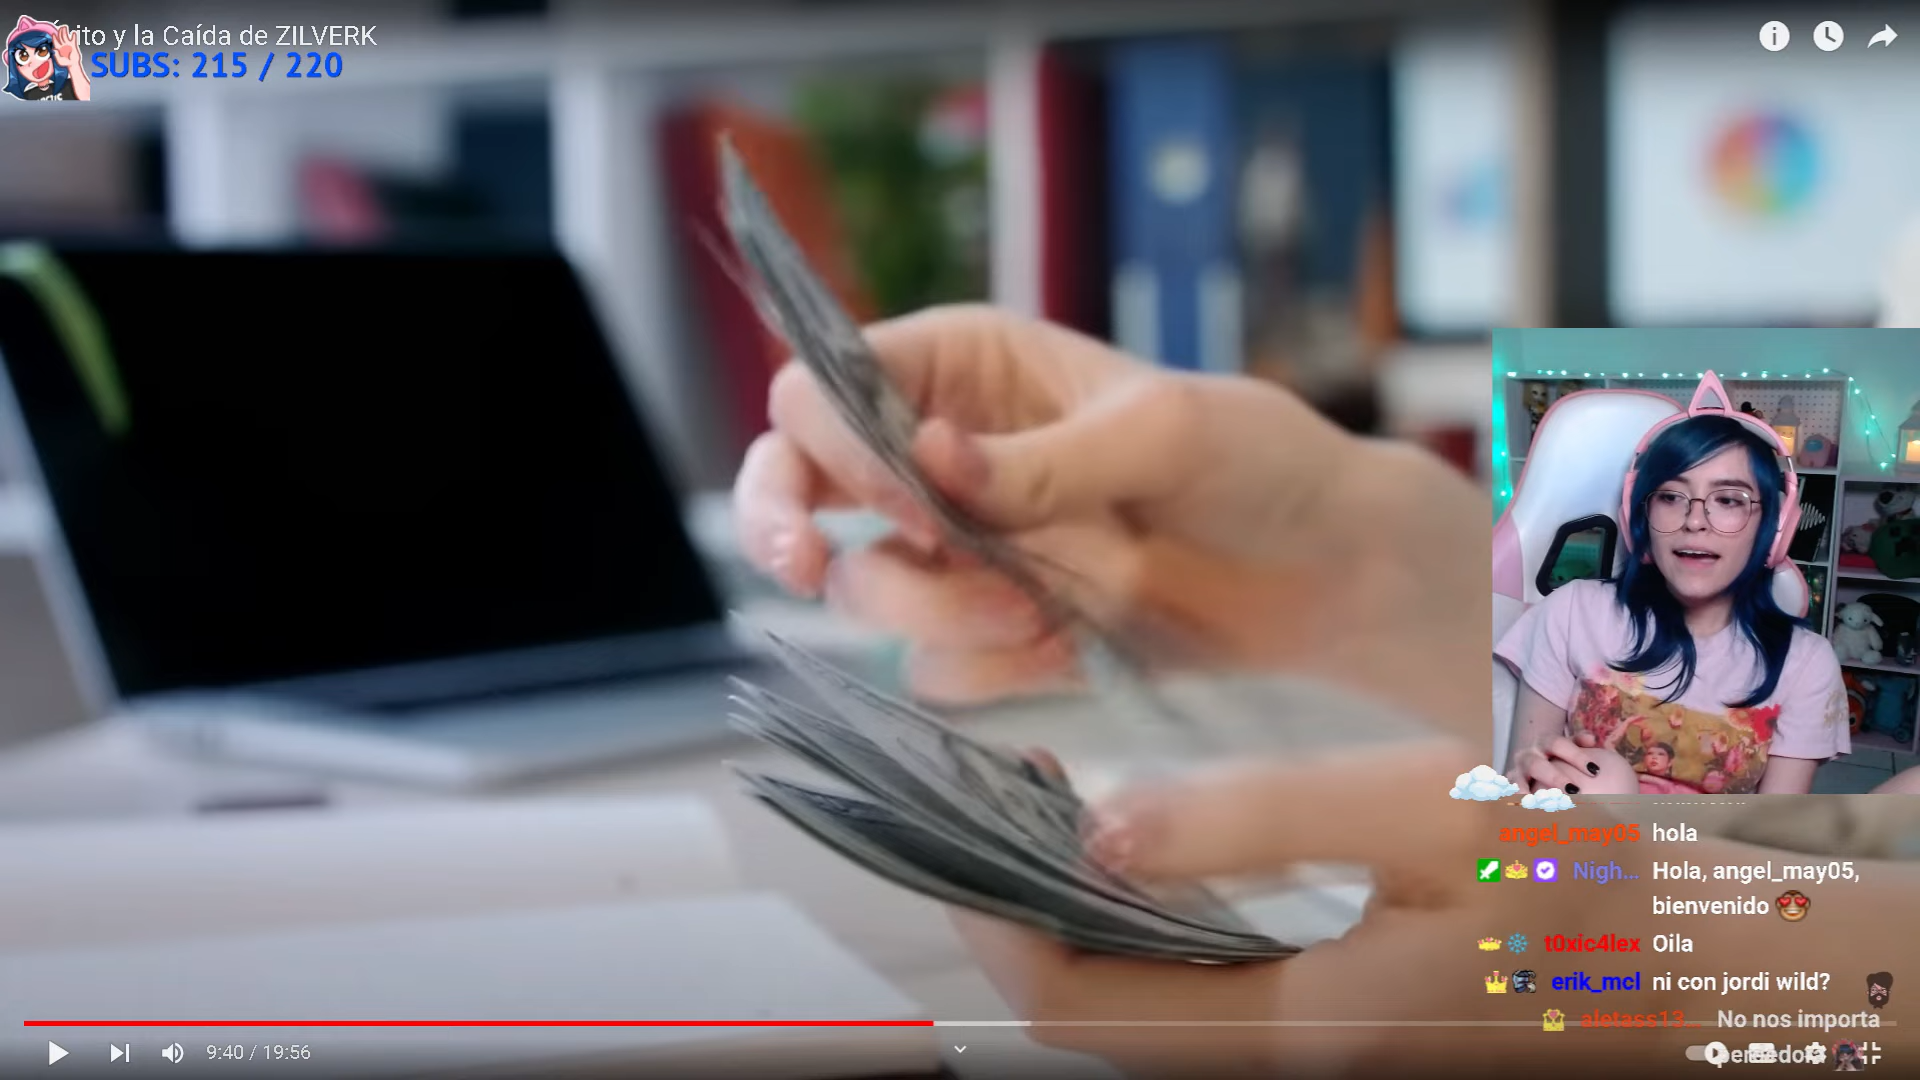 ito y la Caída de ZILVERK
SUBS: 215 / 220
angel_may05 hola
Nigh... Hola, angel_may05,
bienvenido
t0xic4lex Oila
erik_mcl ni con jordi wild?
aletass13... No nos importa
9:40 / 19:56